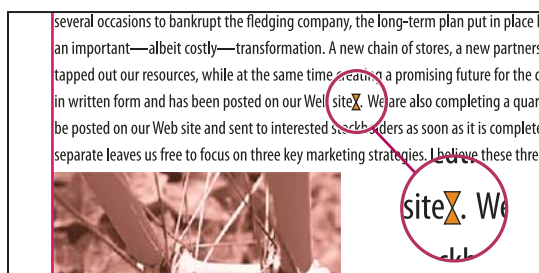 several occasions to bankrupt the fledging company, the long-term plan put in place
an important—albeit costly—transformation. A new chain of stores, a new partners
tapped out our resources, while at the same time creating a promising future for the
in written form and has been posted on our Web site. We are also completing a quar
be posted on our Web site and sent to interested stockholders as soon as it is complete
separate leaves us free to focus on three key marketing strategies. I believe these thre
site. We